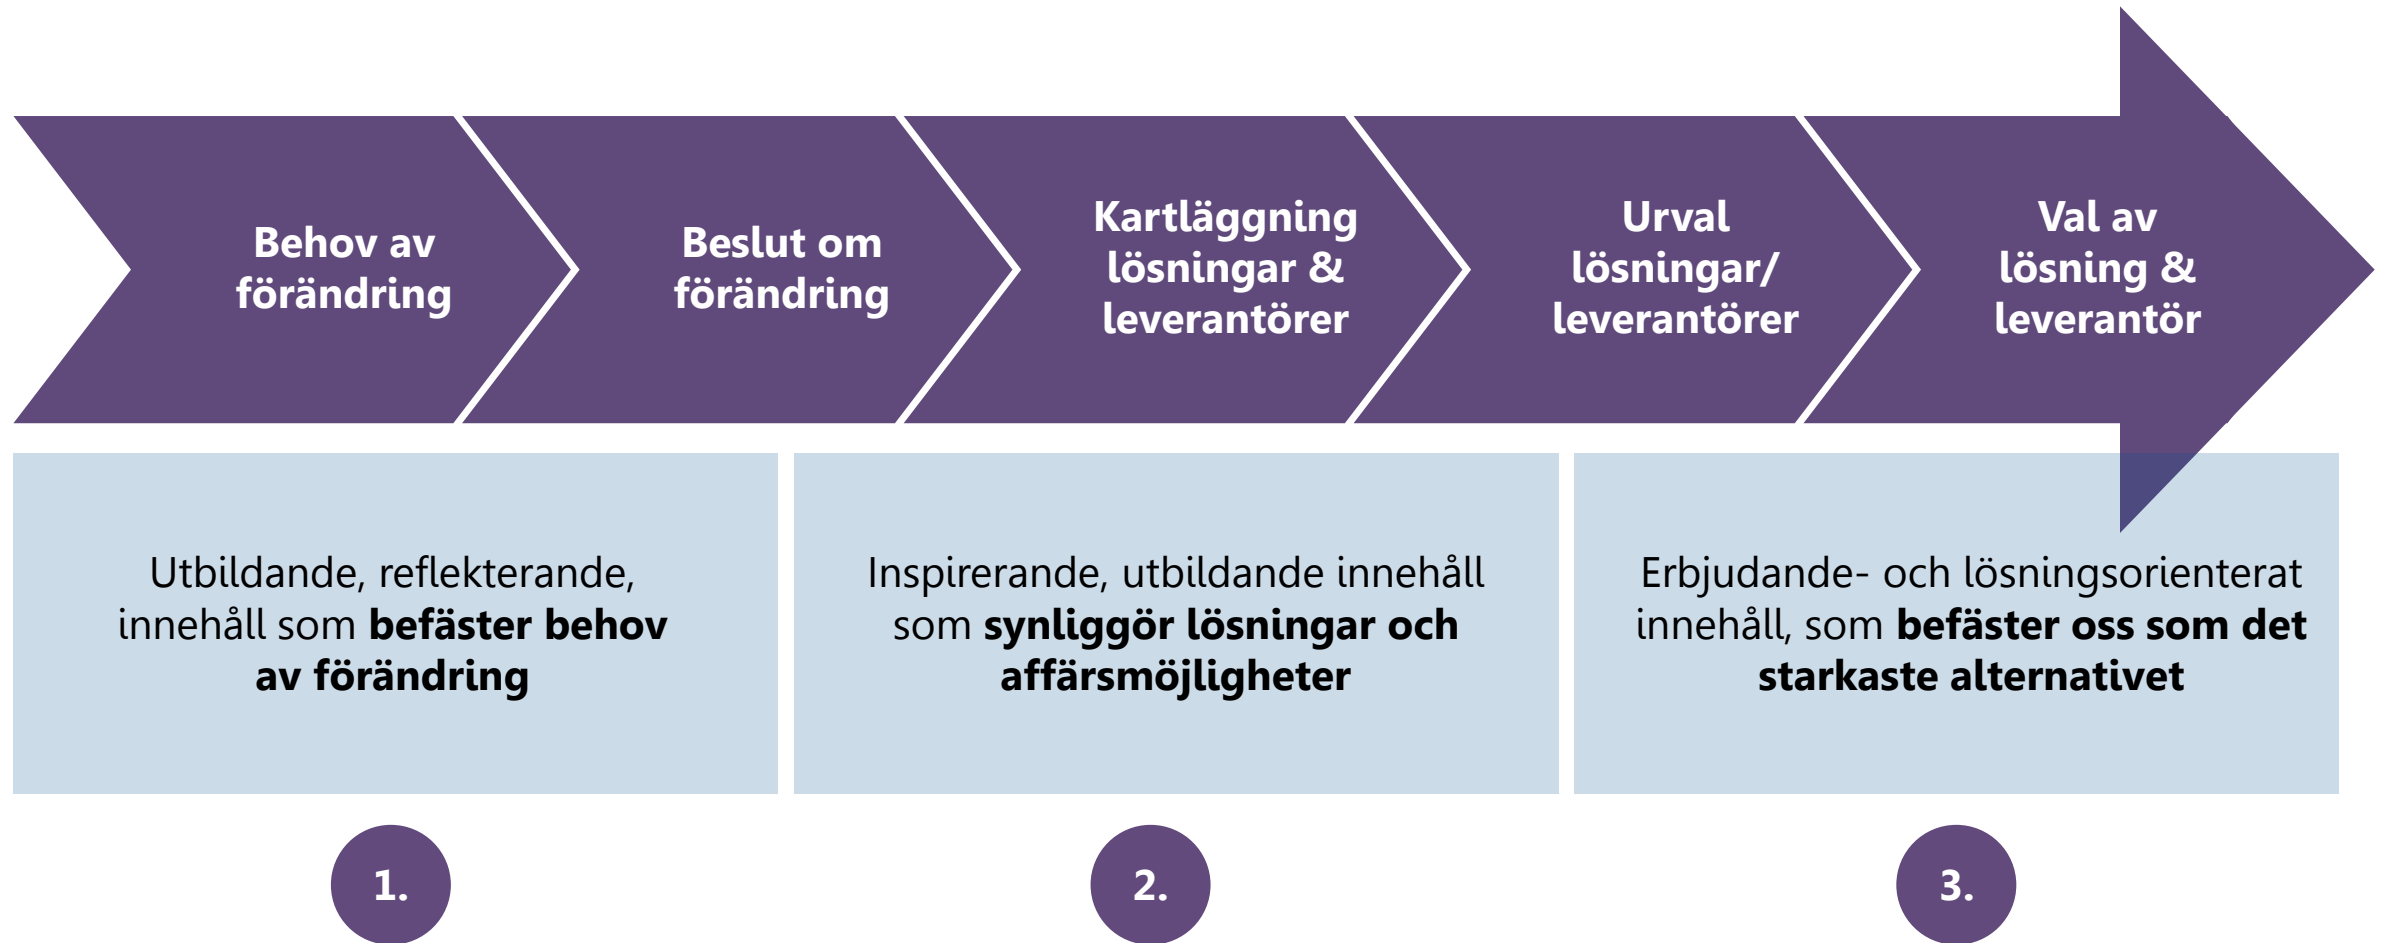 Behov av
förändring
Beslut om
förändring
Kartläggning
lösningar &
leverantörer
Urval
lösningar/
leverantörer
Val av
lösning &
leverantör
Utbildande, reflekterande,
innehåll som befäster behov
av förändring
Inspirerande, utbildande innehåll
som synliggör lösningar och
affärsmöjligheter
Erbjudande- och lösningsorienterat
innehåll, som befäster oss som det
starkaste alternativet
1.
2.
3.